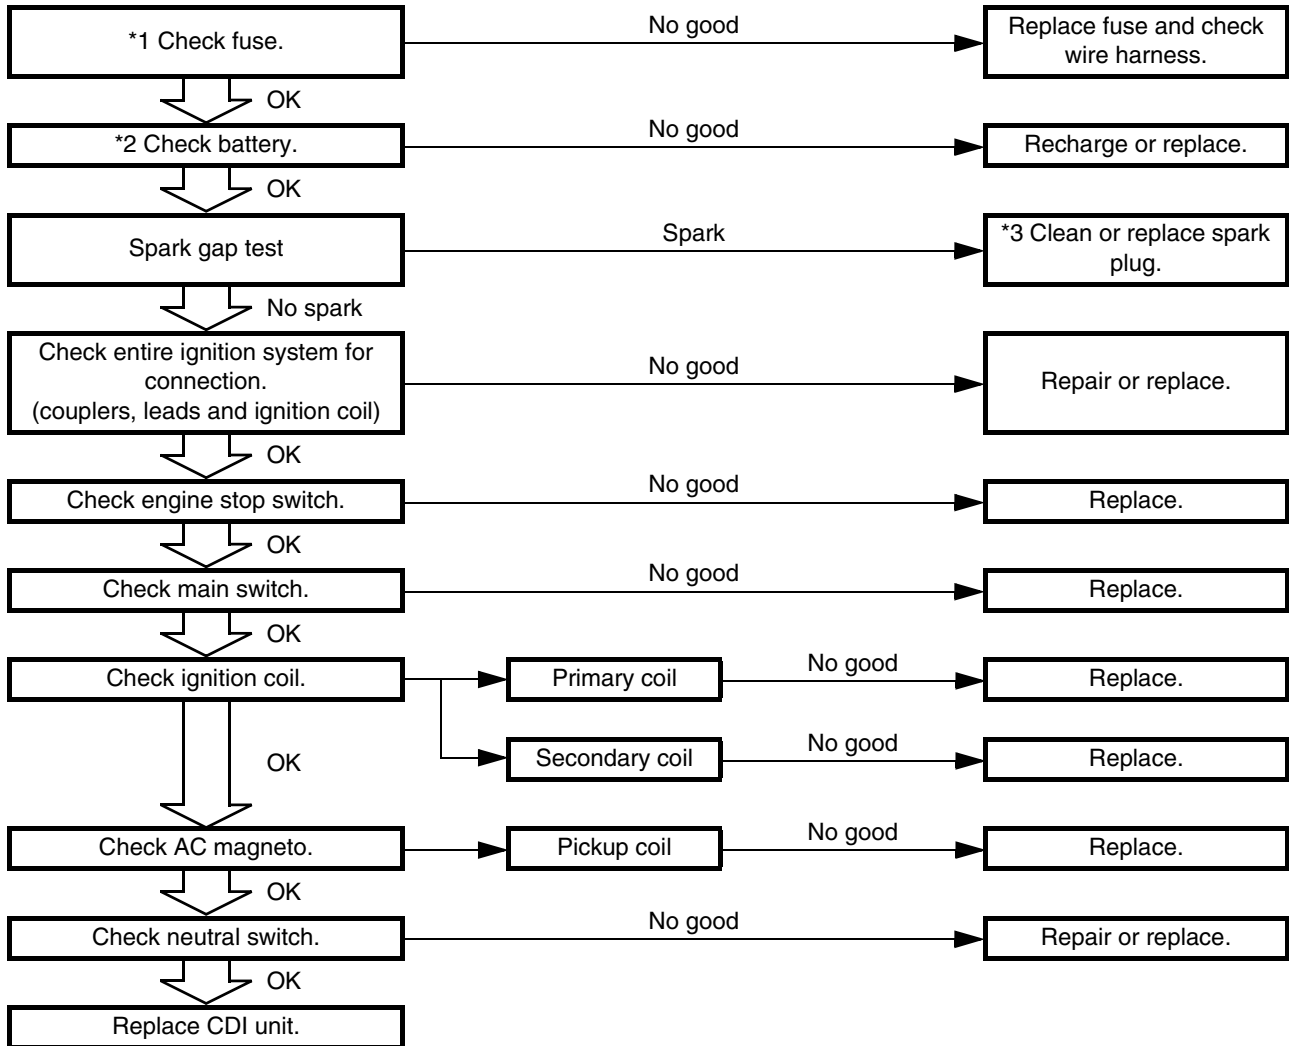 *1 Check fuse.
No good
Replace fuse and check
wire harness.
OK
*2 Check battery.
No good
Recharge or replace.
OK
Spark gap test
Spark
*3 Clean or replace spark
plug.
No spark
Check entire ignition system for
connection.
(couplers, leads and ignition coil)
No good
Repair or replace.
OK
Check engine stop switch.
No good
Replace.
OK
Check main switch.
No good
Replace.
OK
Check ignition coil.
Primary coil
No good
Replace.
Secondary coil
No good
Replace.
OK
Check AC magneto.
Pickup coil
No good
Replace.
OK
Check neutral switch.
No good
Repair or replace.
OK
Replace CDI unit.